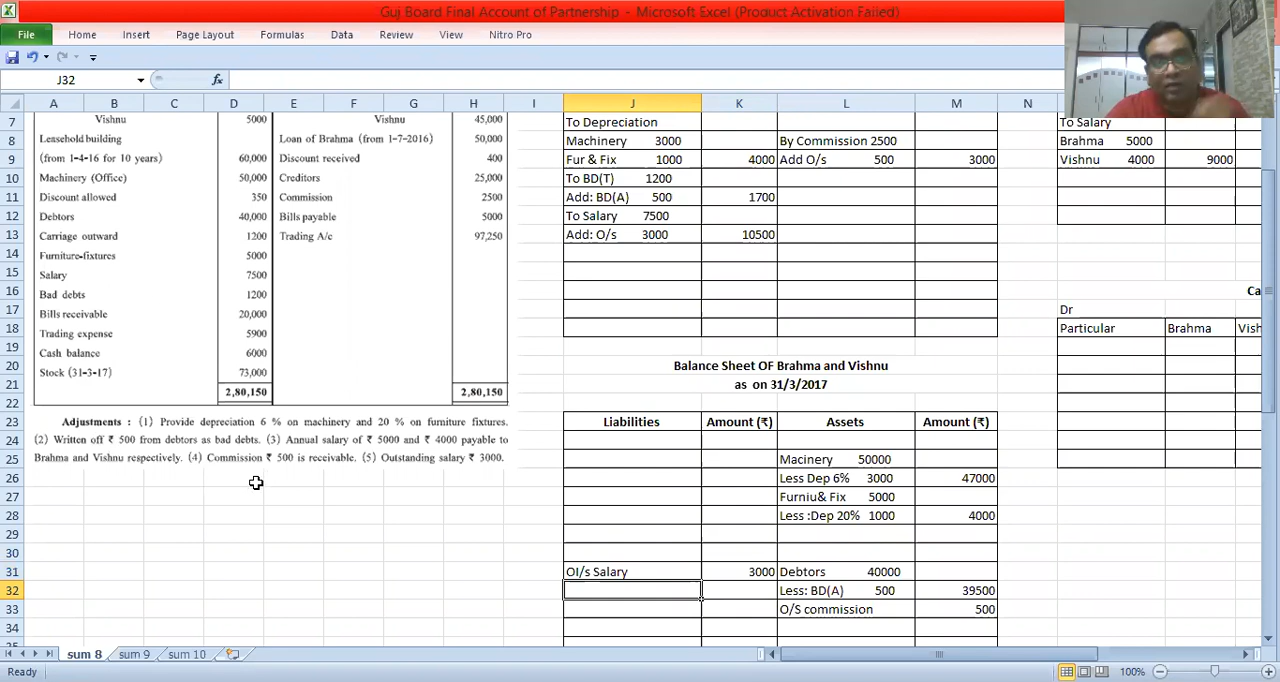 Guj Board Final Account of Partnership - Microsoft Excel (Product Activation Failed)
File Home Insert Page Layout Formulas Data Review View Nitro Pro
J32 fx
A B C D E F G H I J K L M N O P
7 Vishnu 5000 Vishnu 45,000 To Depreciation To Salary
8 Leasehold building Loan of Brahma (from 1-7-2016) 50,000 Machinery 3000 By Commission 2500 Brahma 5000
9 (from 1-4-16 for 10 years) 60,000 Discount received 400 Fur & Fix 1000 4000 Add O/s 500 3000 Vishnu 4000 9000
10 Machinery (Office) 50,000 Creditors 25,000 To BD(T) 1200
11 Discount allowed 350 Commission 2500 Add: BD(A) 500 1700
12 Debtors 40,000 Bills payable 5000 To Salary 7500
13 Carriage outward 1200 Trading A/c 97,250 Add: O/s 3000 10500
14 Furniture-fixtures 5000
15 Salary 7500
16 Bad debts 1200 Ca
17 Bills receivable 20,000 Dr
18 Trading expense 5900 Particular Brahma Vish
19 Cash balance 6000
20 Stock (31-3-17) 73,000 Balance Sheet OF Brahma and Vishnu
21 2,80,150 2,80,150 as on 31/3/2017
22
23 Adjustments : (1) Provide depreciation 6 % on machinery and 20 % on furniture fixtures. Liabilities Amount (₹) Assets Amount (₹)
24 (2) Written off ₹ 500 from debtors as bad debts. (3) Annual salary of ₹ 5000 and ₹ 4000 payable to
25 Brahma and Vishnu respectively. (4) Commission ₹ 500 is receivable. (5) Outstanding salary ₹ 3000. Macinery 50000
26 Less Dep 6% 3000 47000
27 Furniu& Fix 5000
28 Less :Dep 20% 1000 4000
29
30
31 OI/s Salary 3000 Debtors 40000
32 Less: BD(A) 500 39500
33 O/S commission 500
34
sum 8 sum 9 sum 10
Ready 100%